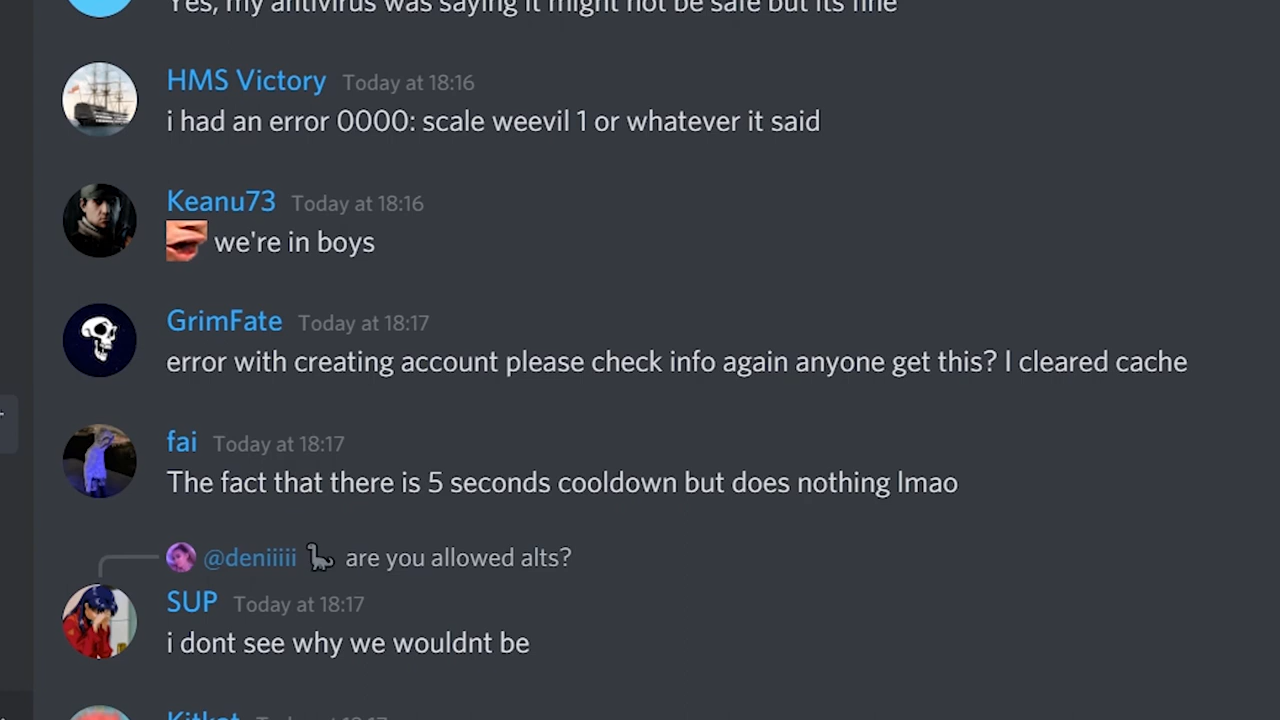 Yes, my antivirus was saying it might not be safe but its fine
HMS Victory Today at 18:16
i had an error 0000: scale weevil 1 or whatever it said
Keanu73 Today at 18:16
we're in boys
GrimFate Today at 18:17
error with creating account please check info again anyone get this? I cleared cache
fai Today at 18:17
The fact that there is 5 seconds cooldown but does nothing lmao
@deniiiii are you allowed alts?
SUP Today at 18:17
i dont see why we wouldnt be
Kitkat Today at 18:17